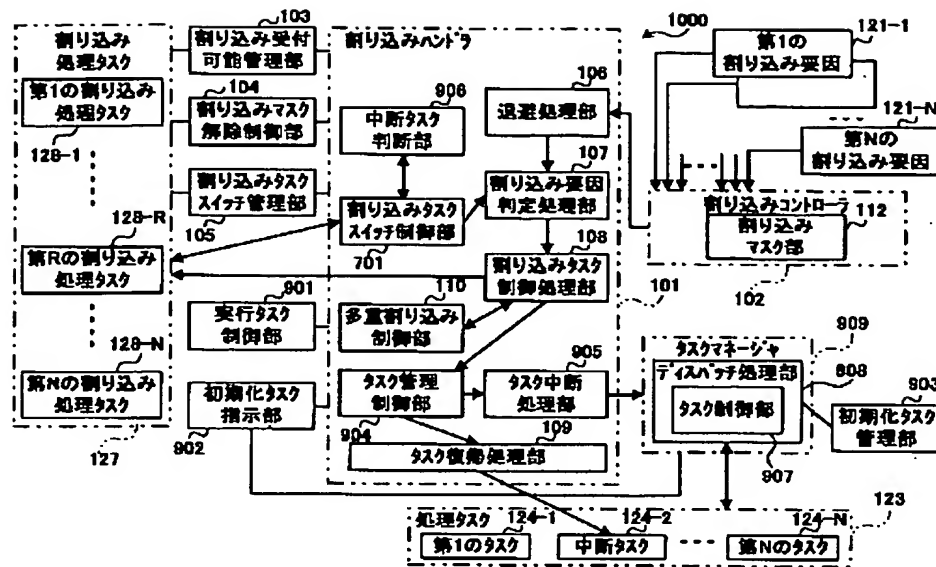 割り込み
処理タスク
第1の割り込み
処理タスク
128-1
128-R
第Rの割り込み
処理タスク
128-N
第Nの割り込み
処理タスク
127
103
割り込み受付
可能管理部
104
割り込みマスク
解除制御部
割り込みタスク
スイッチ管理部
105
901
実行タスク
制御部
初期化タスク
指示部
902
割り込みハンドラ
906
中断タスク
判断部
割り込みタスク
スイッチ制御部
701
106
退避処理部
107
割り込み要因
判定処理部
108
割り込みタスク
制御処理部
110
多重割り込み
制御部
101
タスク管理
制御部
904
905
タスク中断
処理部
109
タスク復帰処理部
1000
121-1
第1の
割り込み要因
121-N
第Nの
割り込み要因
割り込みコントローラ
112
割り込み
マスク部
102
909
タスクマネージャ
ディスパッチ処理部
808
タスク制御部
907
903
初期化タスク
管理部
123
処理タスク
124-1
第1のタスク
124-2
中断タスク
124-N
第Nのタスク